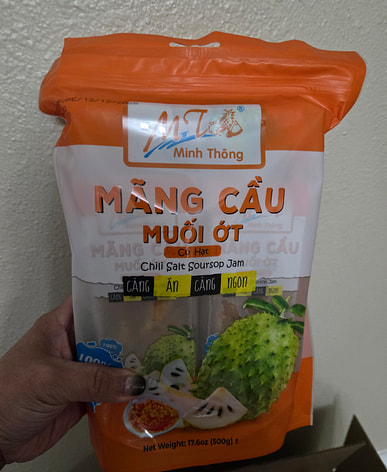 M.T ®
Minh Thông
MÃNG CẦU
MUỐI ỚT
Có Hạt
Chili Salt Soursop Jam
CÀNG ĂN CÀNG NGON
100%
Net Weight: 17.6oz (500g) ±